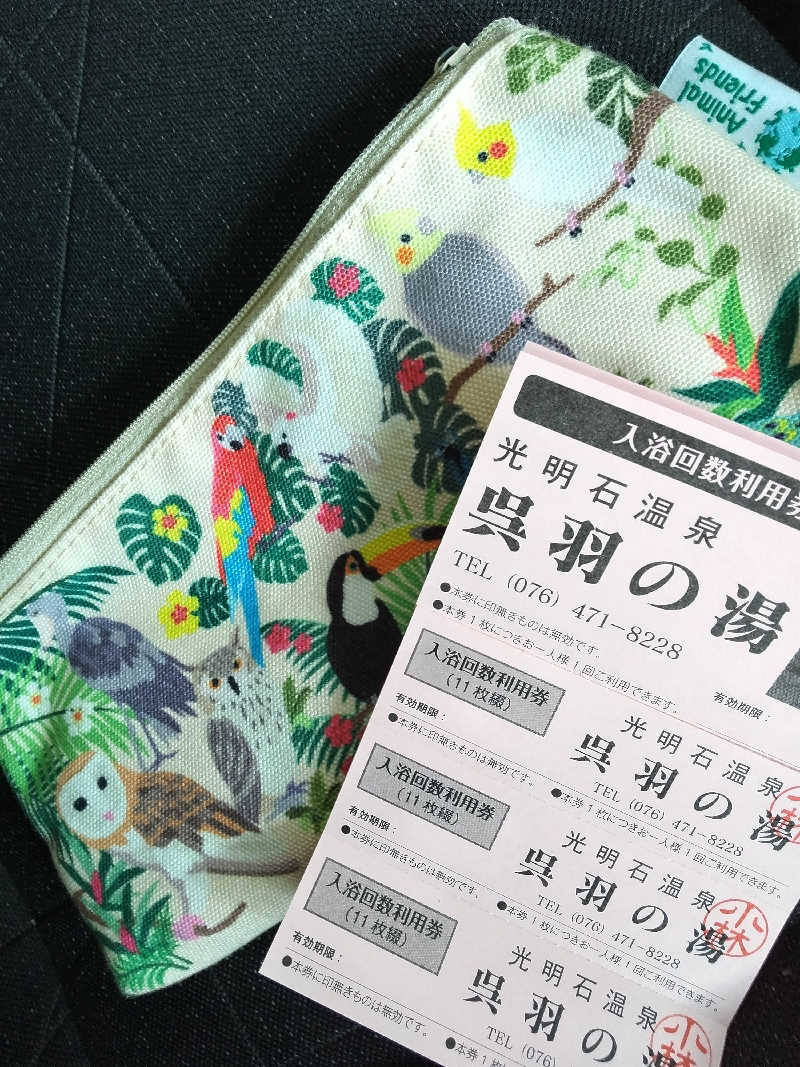 Animal
Friends
入浴回数利用券
光明石温泉
呉羽の湯
TEL (076) 471-8228
●本券に印無きものは無効です。
●本券1枚につきお一人様1回ご利用できます。
有効期限：
入浴回数利用券
(11枚綴)
有効期限：
光明石温泉
呉羽の湯
TEL (076) 471-8228
●本券に印無きものは無効です。
●本券1枚につきお一人様1回ご利用できます。
入浴回数利用券
(11枚綴)
有効期限：
光明石温泉
呉羽の湯
小林
TEL (076) 471-8228
●本券に印無きものは無効です。
●本券1枚につきお一人様1回ご利用できます。
入浴回数利用券
(11枚綴)
有効期限：
光明石温泉
呉羽の湯
小林
TEL (076)
●本券に印無きものは無効です。
●本券1枚